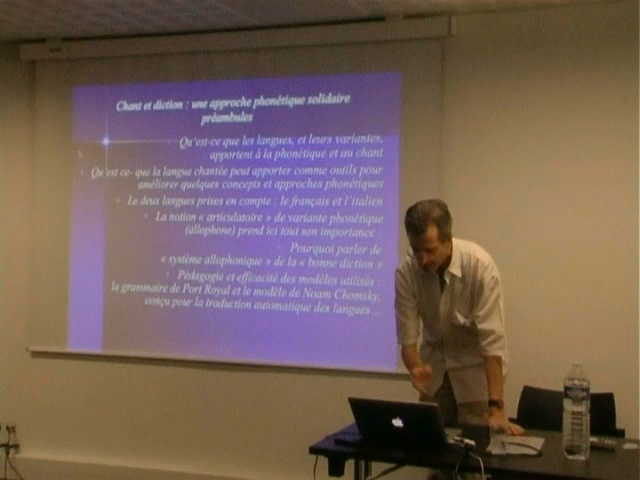 Chant et diction : une approche phonétique solidaire
préambules
Qu'est-ce que les langues, et leurs variantes,
apportent à la phonétique et au chant
Qu'est ce- que la langue chantée peut apporter comme outils pour
améliorer quelques concepts et approches phonétiques
Le deux langues prises en compte : le français et l'italien
La notion « articulatoire » de variante phonétique
(allophone) prend ici tout son importance :
Pourquoi parler de
« système allophonique » de la « bonne diction »
Pédagogie et efficacité des modèles utilisés :
la grammaire de Port Royal et le modèle de Noam Chomsky,
conçu pour la traduction automatique des langues ...